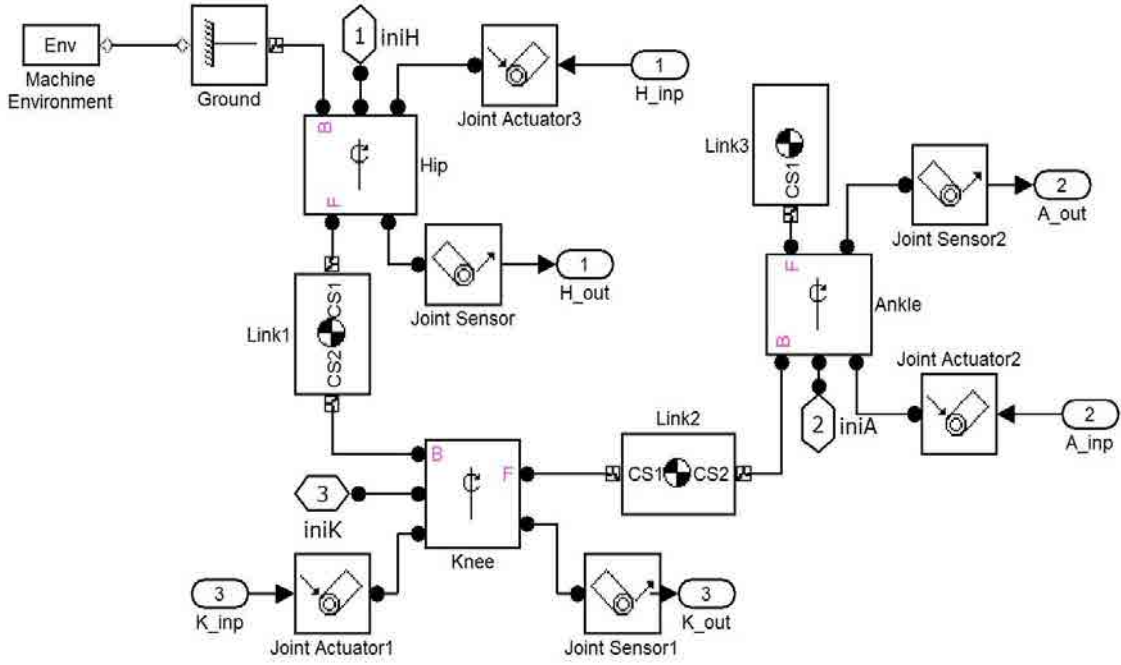 Env
Machine
Environment
Ground
1
iniH
Joint Actuator3
1
H_inp
B
F
Hip
Joint Sensor
1
H_out
Link1
CS1
CS2
Link3
CS1
Joint Sensor2
2
A_out
F
B
Ankle
Joint Actuator2
2
iniA
2
A_inp
Link2
CS1
CS2
B
F
Knee
3
iniK
3
K_inp
Joint Actuator1
Joint Sensor1
3
K_out